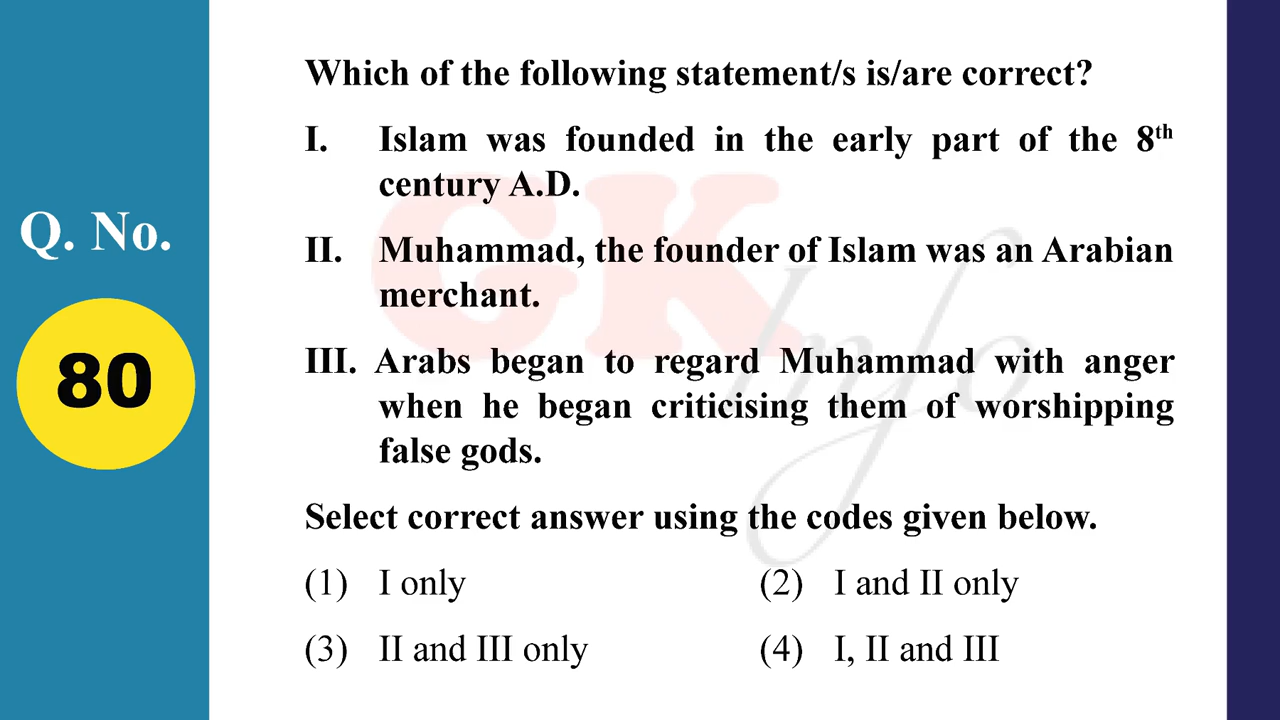 Which of the following statement/s is/are correct?
I. Islam was founded in the early part of the 8th
century A.D.
Q. No.
II. Muhammad, the founder of Islam was an Arabian
merchant.
80
III. Arabs began to regard Muhammad with anger
when he began criticising them of worshipping
false gods.
Select correct answer using the codes given below.
(1) I only (2) I and II only
(3) II and III only (4) I, II and III
GK Info